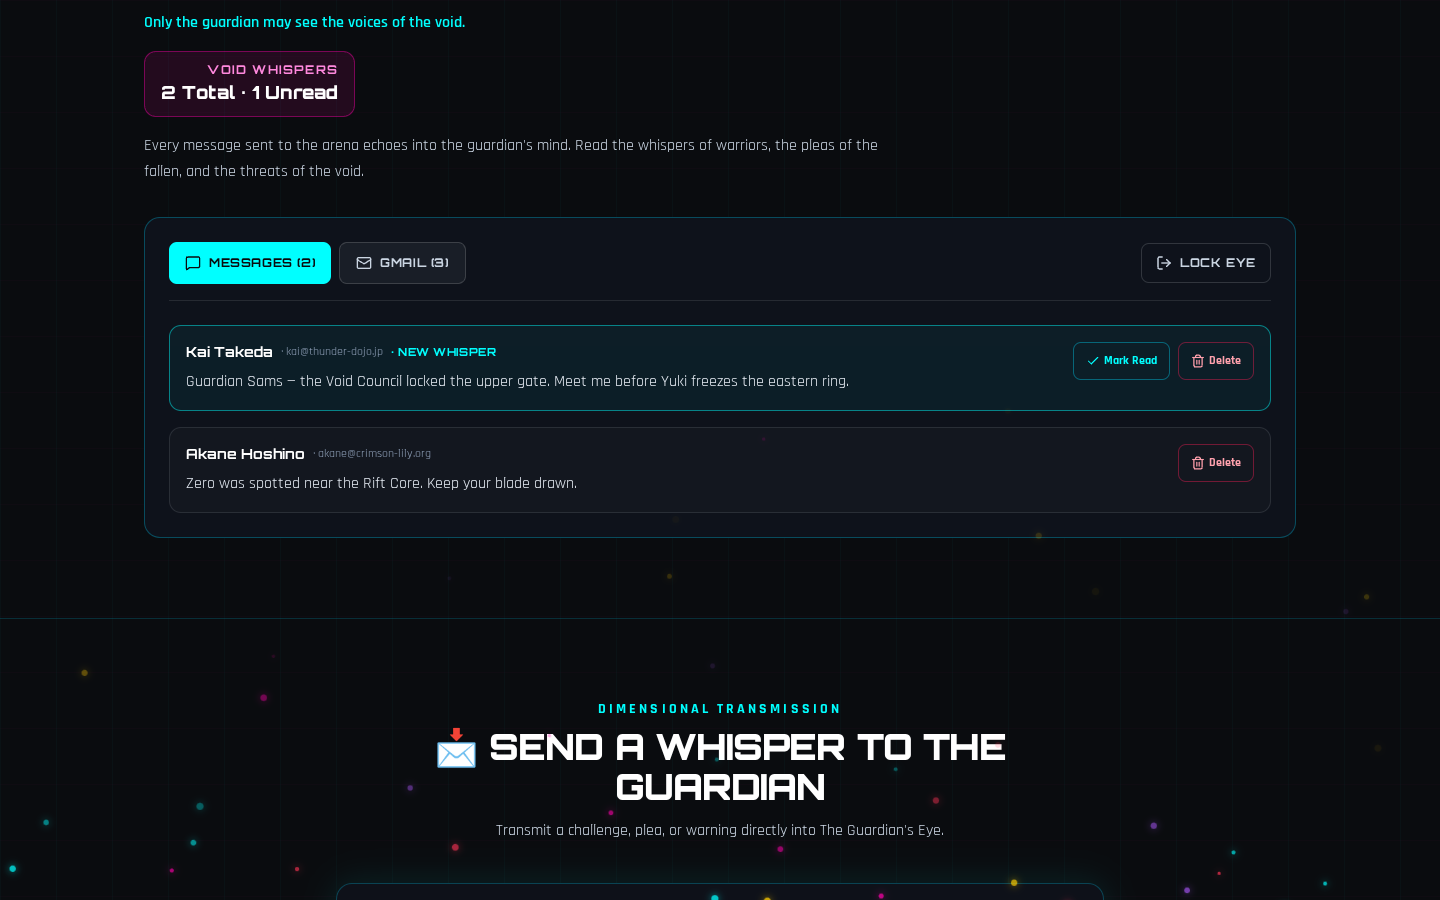 Only the guardian may see the voices of the void.
VOID WHISPERS
2 Total · 1 Unread
Every message sent to the arena echoes into the guardian's mind. Read the whispers of warriors, the pleas of the
fallen, and the threats of the void.
MESSAGES (2)
GMAIL (3)
LOCK EYE
Kai Takeda · kai@thunder-dojo.jp · NEW WHISPER
Mark Read
Delete
Guardian Sams — the Void Council locked the upper gate. Meet me before Yuki freezes the eastern ring.
Akane Hoshino · akane@crimson-lily.org
Delete
Zero was spotted near the Rift Core. Keep your blade drawn.
DIMENSIONAL TRANSMISSION
SEND A WHISPER TO THE
GUARDIAN
Transmit a challenge, plea, or warning directly into The Guardian's Eye.